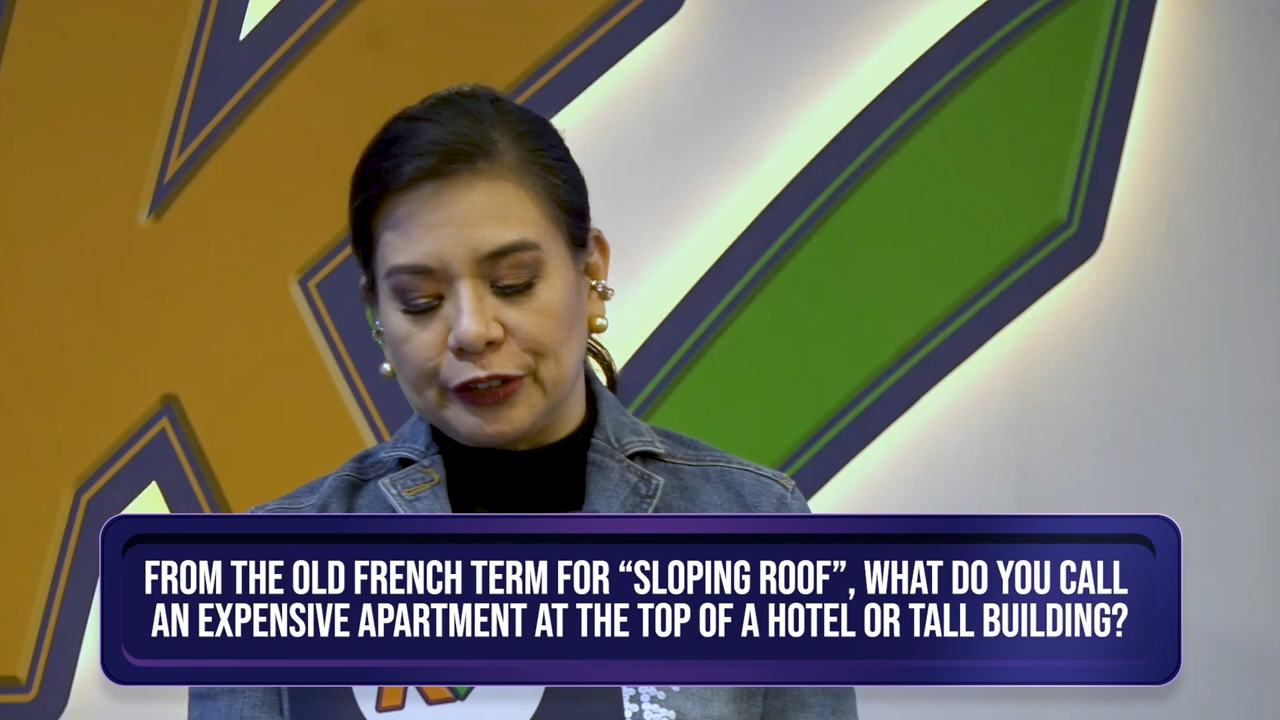 FROM THE OLD FRENCH TERM FOR “SLOPING ROOF”, WHAT DO YOU CALL
AN EXPENSIVE APARTMENT AT THE TOP OF A HOTEL OR TALL BUILDING?